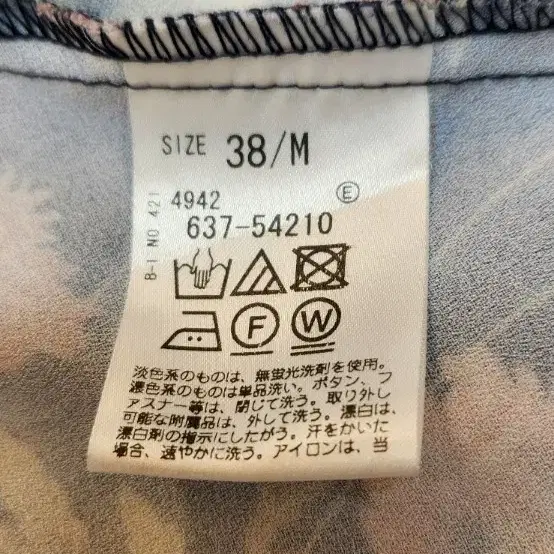 SIZE 38/M
B-1 NO 421
4942 Ⓔ
637-54210
F W
淡色系のものは、無蛍光洗剤を使用。
濃色系のものは単品洗い。ボタン、フ
ァスナー等は、閉じて洗う。取り外し
可能な附属品は、外して洗う。漂白は、
漂白剤の指示にしたがう。汗をかいた
場合、速やかに洗う。アイロンは、当